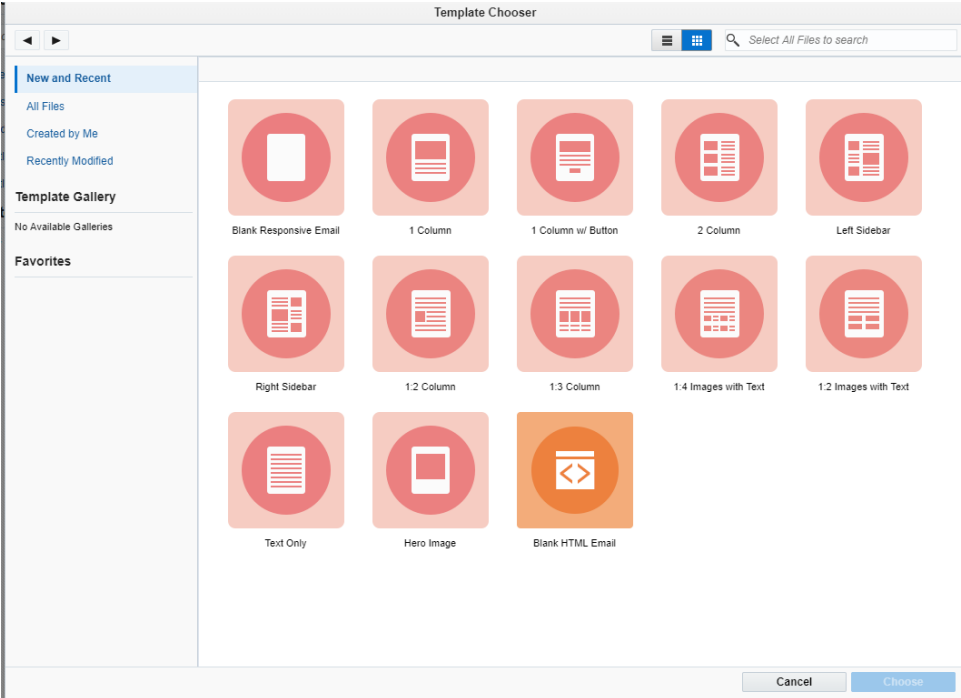 Template Chooser
Select All Files to search
New and Recent
All Files
Created by Me
Recently Modified
Template Gallery
No Available Galleries
Favorites
Blank Responsive Email
1 Column
1 Column w/ Button
2 Column
Left Sidebar
Right Sidebar
1:2 Column
1:3 Column
1:4 Images with Text
1:2 Images with Text
Text Only
Hero Image
Blank HTML Email
Cancel
Choose